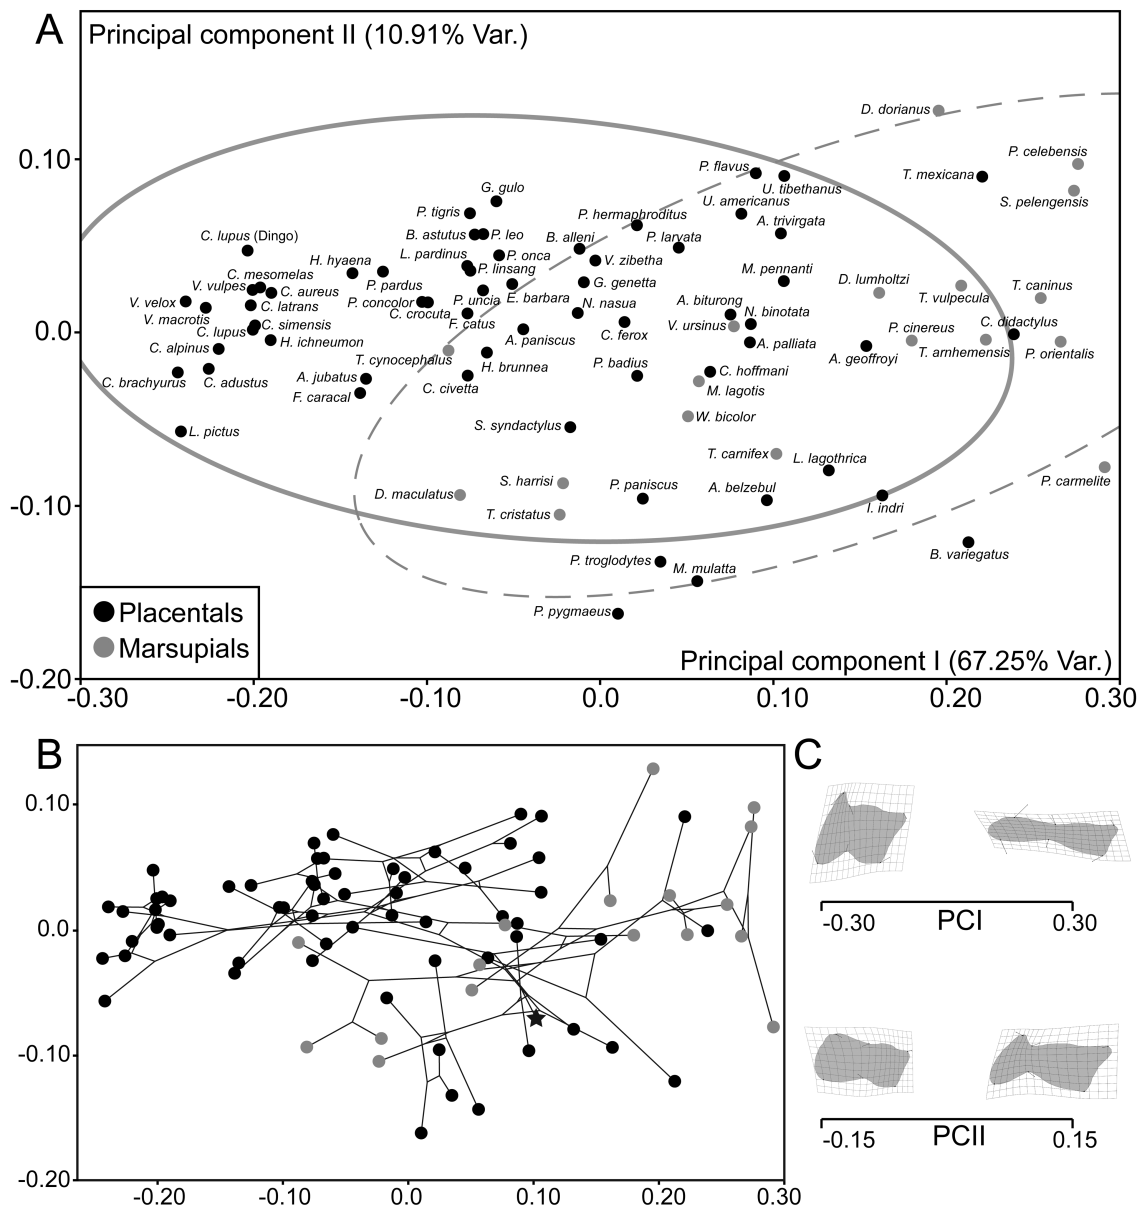 A
Principal component II (10.91% Var.)
D. dorianus
P. celebensis
0.10
P. flavus
T. mexicana
U. tibethanus
G. gulo
S. pelengensis
U. americanus
P. tigris
P. hermaphroditus
A. trivirgata
C. lupus (Dingo)
B. astutus
P. leo
B. alleni
P. larvata
L. pardinus
P. onca
V. zibetha
H. hyaena
P. linsang
M. pennanti
C. mesomelas
P. pardus
G. genetta
D. lumholtzi
T. caninus
V. vulpes
C. aureus
P. uncia
E. barbara
T. vulpecula
V. velox
C. latrans
P. concolor
N. nasua
A. biturong
V. macrotis
C. crocuta
N. binotata
C. didactylus
C. simensis
F. catus
V. ursinus
P. cinereus
0.0
C. lupus
C. ferox
H. ichneumon
A. paniscus
A. palliata
C. alpinus
T. cynocephalus
A. geoffroyi
T. arnhemensis
P. orientalis
H. brunnea
P. badius
C. brachyurus
C. adustus
A. jubatus
C. civetta
C. hoffmani
F. caracal
M. lagotis
W. bicolor
L. pictus
S. syndactylus
T. carnifex
L. lagothrica
S. harrisi
P. paniscus
A. belzebul
P. carmelite
D. maculatus
-0.10
T. cristatus
I. indri
B. variegatus
P. troglodytes
M. mulatta
Placentals
P. pygmaeus
Marsupials
Principal component I (67.25% Var.)
-0.20
-0.30
-0.20
-0.10
0.0
0.10
0.20
0.30
B
0.10
0.0
-0.10
-0.20
-0.20
-0.10
0.0
0.10
0.20
0.30
C
-0.30
PCI
0.30
-0.15
PCII
0.15